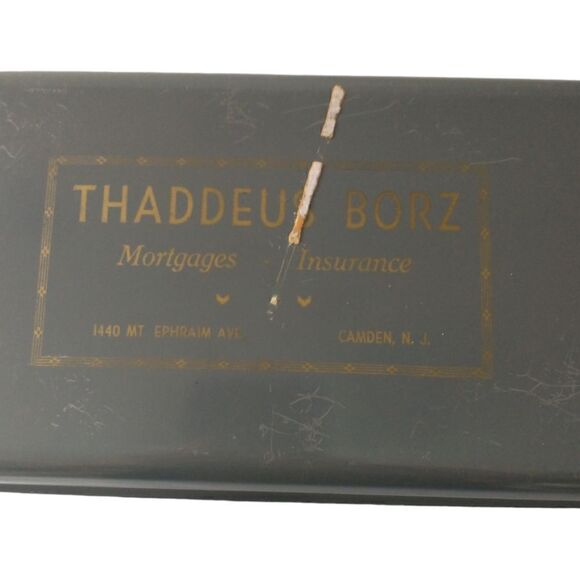 THADDEUS BORZ
Mortgages - Insurance
1440 MT. EPHRAIM AVE. CAMDEN, N. J.